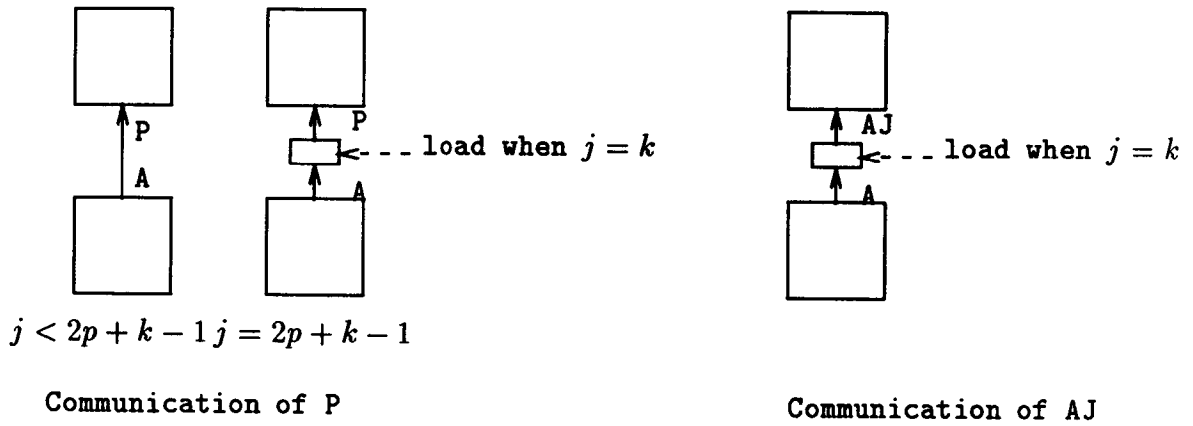 P
A
P
load when j = k
A
j < 2p + k − 1
j = 2p + k − 1
Communication of P
AJ
load when j = k
A
Communication of AJ